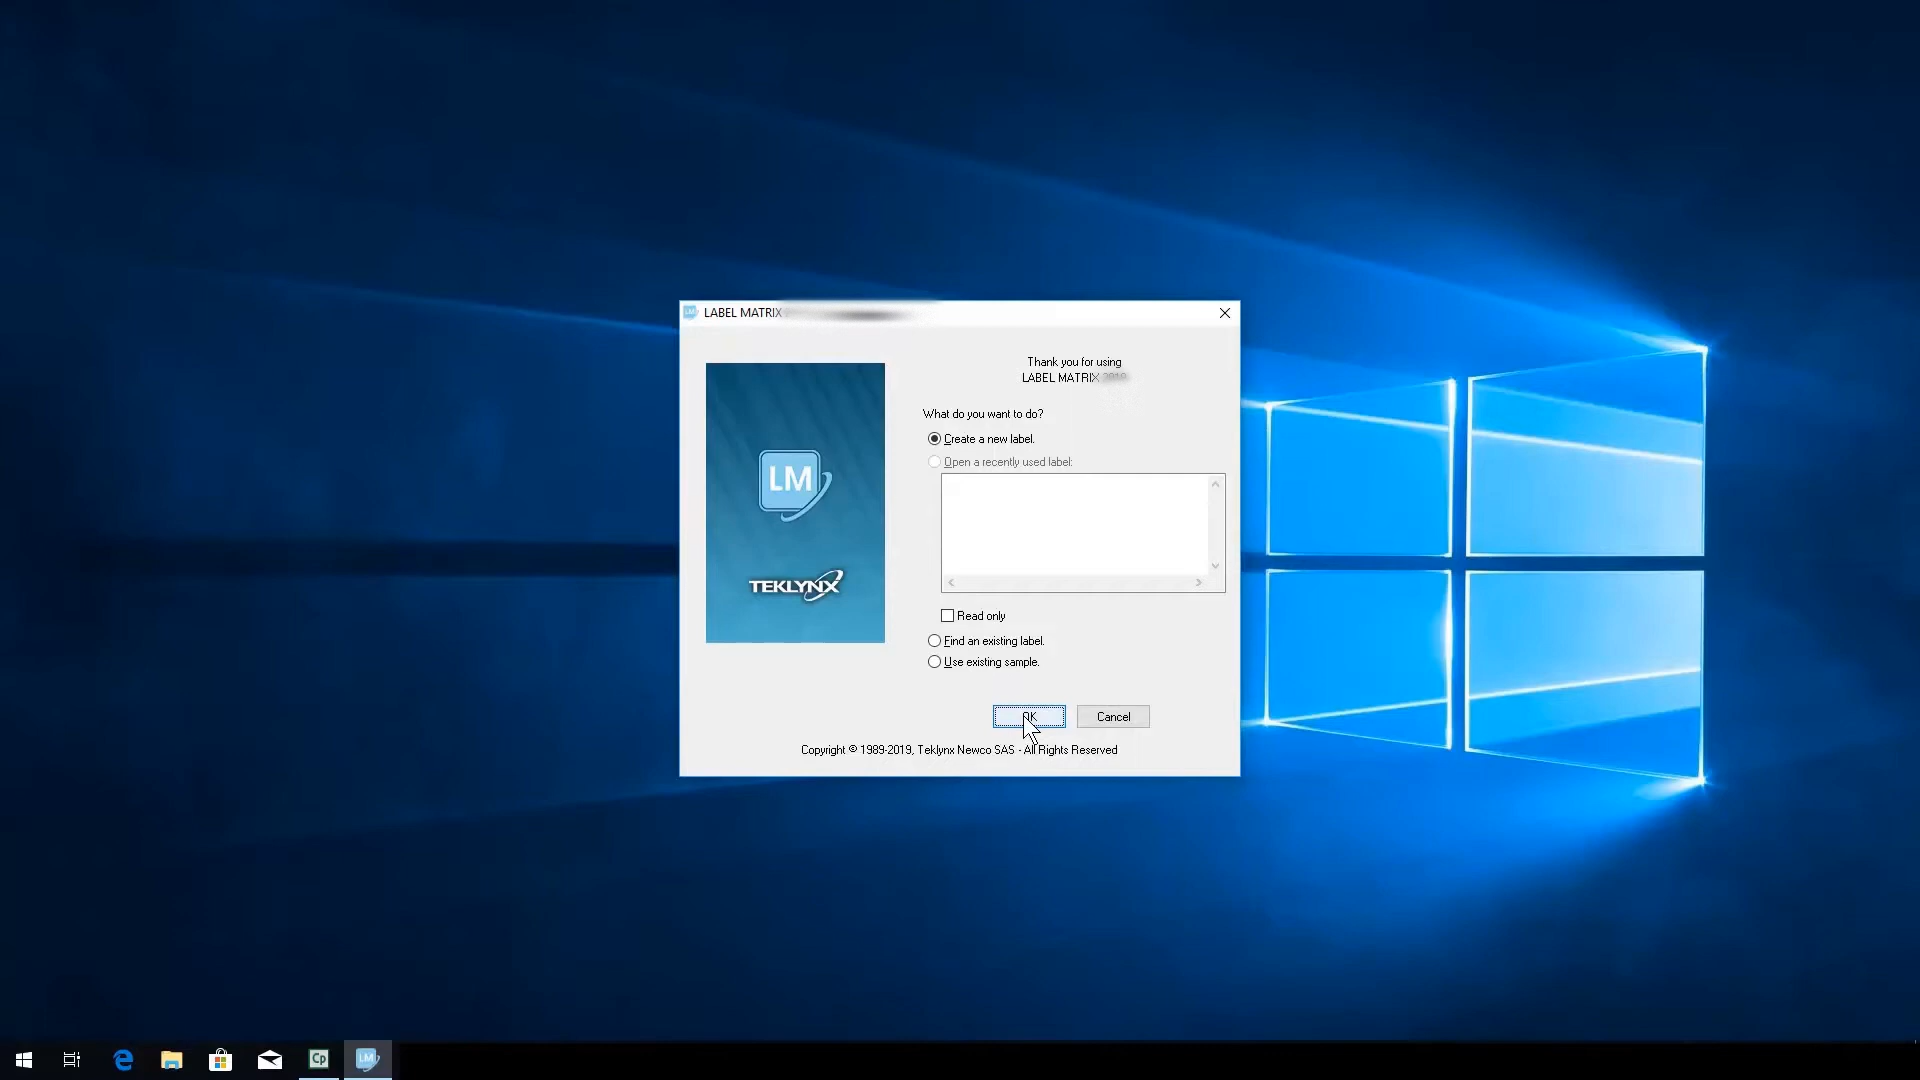 LABEL MATRIX
Thank you for using
LABEL MATRIX
What do you want to do?
Create a new label.
Open a recently used label:
LM
TEKLYNX
Read only
Find an existing label.
Use existing sample.
OK
Cancel
Copyright © 1989-2019, Teklynx Newco SAS - All Rights Reserved
Cp
LM